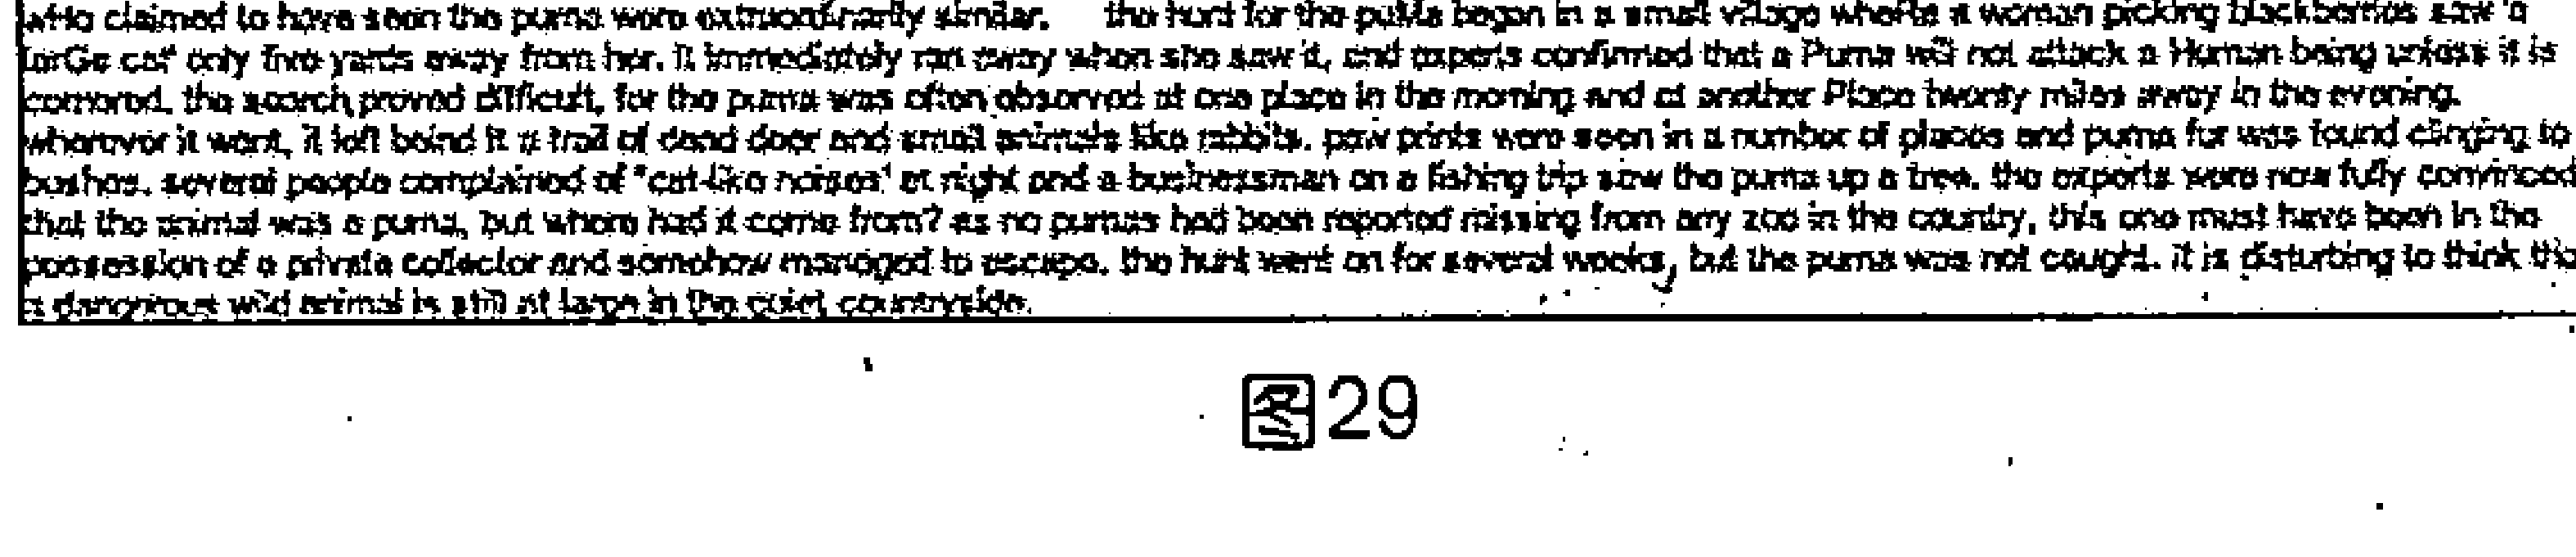 who claimed to have seen the puma were extraordinarily similar. the hunt for the puMa began in a small village wheRe a woman picking blackberries saw 'a
larGe cat' only five yards away from her. It immediately ran away when she saw it, and experts confirmed that a Puma will not attack a Human being unless it is
cornered. the search proved difficult, for the puma was often observed at one place in the morning and at another Place twenty miles away in the evening.
wherever it went, it left beind it a trail of dead deer and small animals like rabbits. paw prints were seen in a number of places and puma fur was found clinging to
bushes. several people complained of "cat-like noises' at night and a businessman on a fishing trip saw the puma up a tree. the experts were now fully convinced
that the animal was a puma, but where had it come from? as no pumas had been reported missing from any zoo in the country, this one must have been in the
possession of a private collector and somehow managed to escape. the hunt went on for several weeks, but the puma was not caught. it is disturbing to think
a dangerous wild animal is still at large in the quiet countryside.
图29